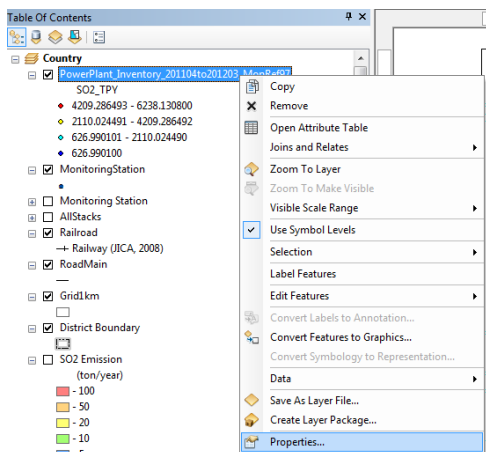 Table Of Contents
Country
PowerPlant_Inventory_201104to201203_MonRef97
SO2_TPY
4209.286493 - 6238.130800
2110.024491 - 4209.286492
626.990101 - 2110.024490
626.990100
MonitoringStation
Monitoring Station
AllStacks
Railroad
Railway (JICA, 2008)
RoadMain
Grid1km
District Boundary
SO2 Emission
(ton/year)
- 100
- 50
- 20
- 10
Copy
Remove
Open Attribute Table
Joins and Relates
Zoom To Layer
Zoom To Make Visible
Visible Scale Range
Use Symbol Levels
Selection
Label Features
Edit Features
Convert Labels to Annotation...
Convert Features to Graphics...
Convert Symbology to Representation...
Data
Save As Layer File...
Create Layer Package...
Properties...